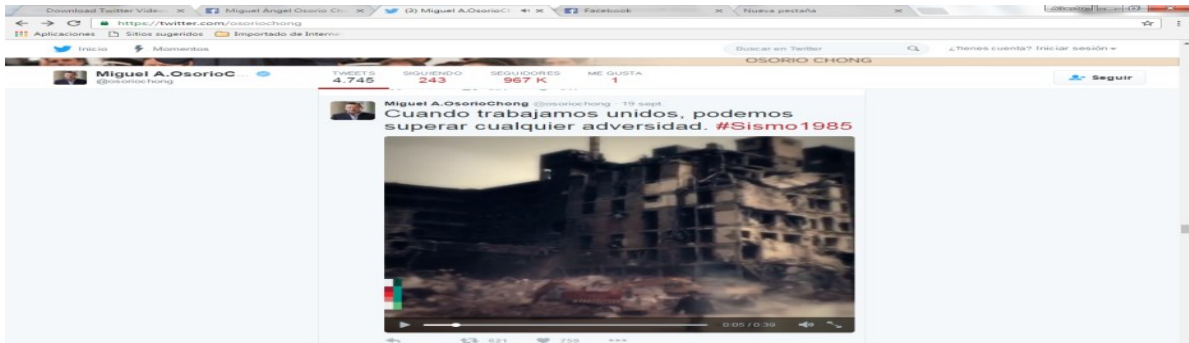 Download Twitter Vide
Miguel Ángel Osorio Ch
(2) Miguel A.OsorioC
Facebook
Nueva pestaña
https://twitter.com/osoriochong
Aplicaciones
Sitios sugeridos
Importado de Intern
Inicio
Momentos
Buscar en Twitter
¿Tienes cuenta? Iniciar sesión
OSORIO CHONG
Miguel A.OsorioC...
@osoriochong
TWEETS
4.745
SIGUIENDO
243
SEGUIDORES
967 K
ME GUSTA
1
Seguir
Miguel A.OsorioChong @osoriochong · 19 sept.
Cuando trabajamos unidos, podemos
superar cualquier adversidad. #Sismo1985
0:05 / 0:39
621
759